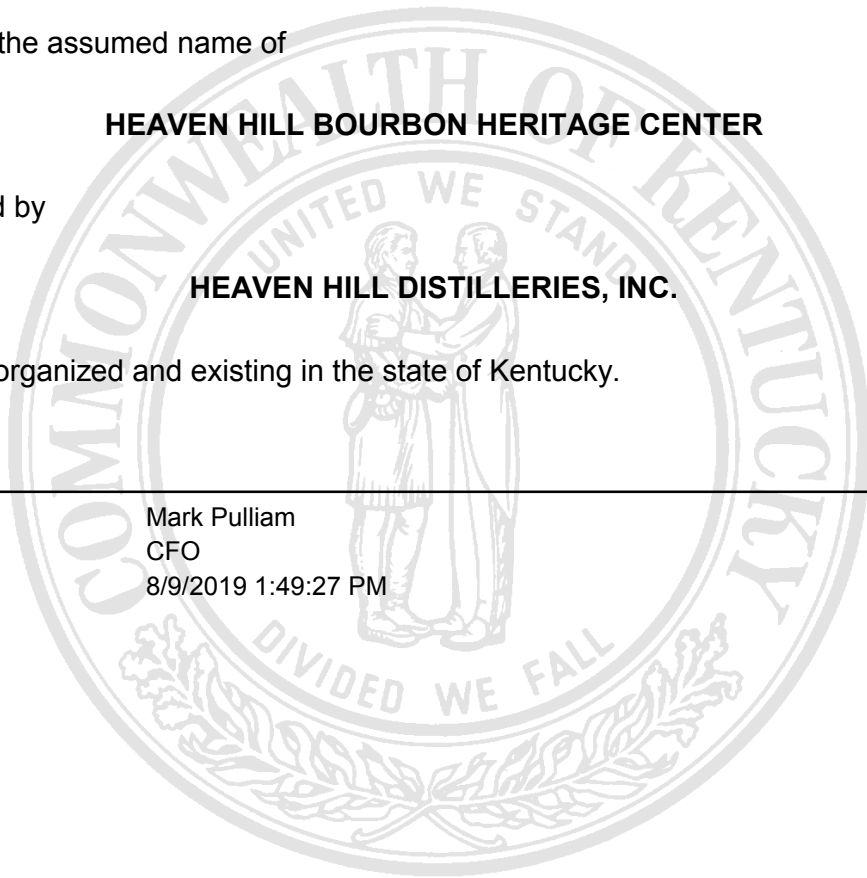 the assumed name of
HEAVEN HILL BOURBON HERITAGE CENTER
d by
HEAVEN HILL DISTILLERIES, INC.
organized and existing in the state of Kentucky.
Mark Pulliam
CFO
8/9/2019 1:49:27 PM
COMMONWEALTH OF KENTUCKY
UNITED WE STAND
DIVIDED WE FALL